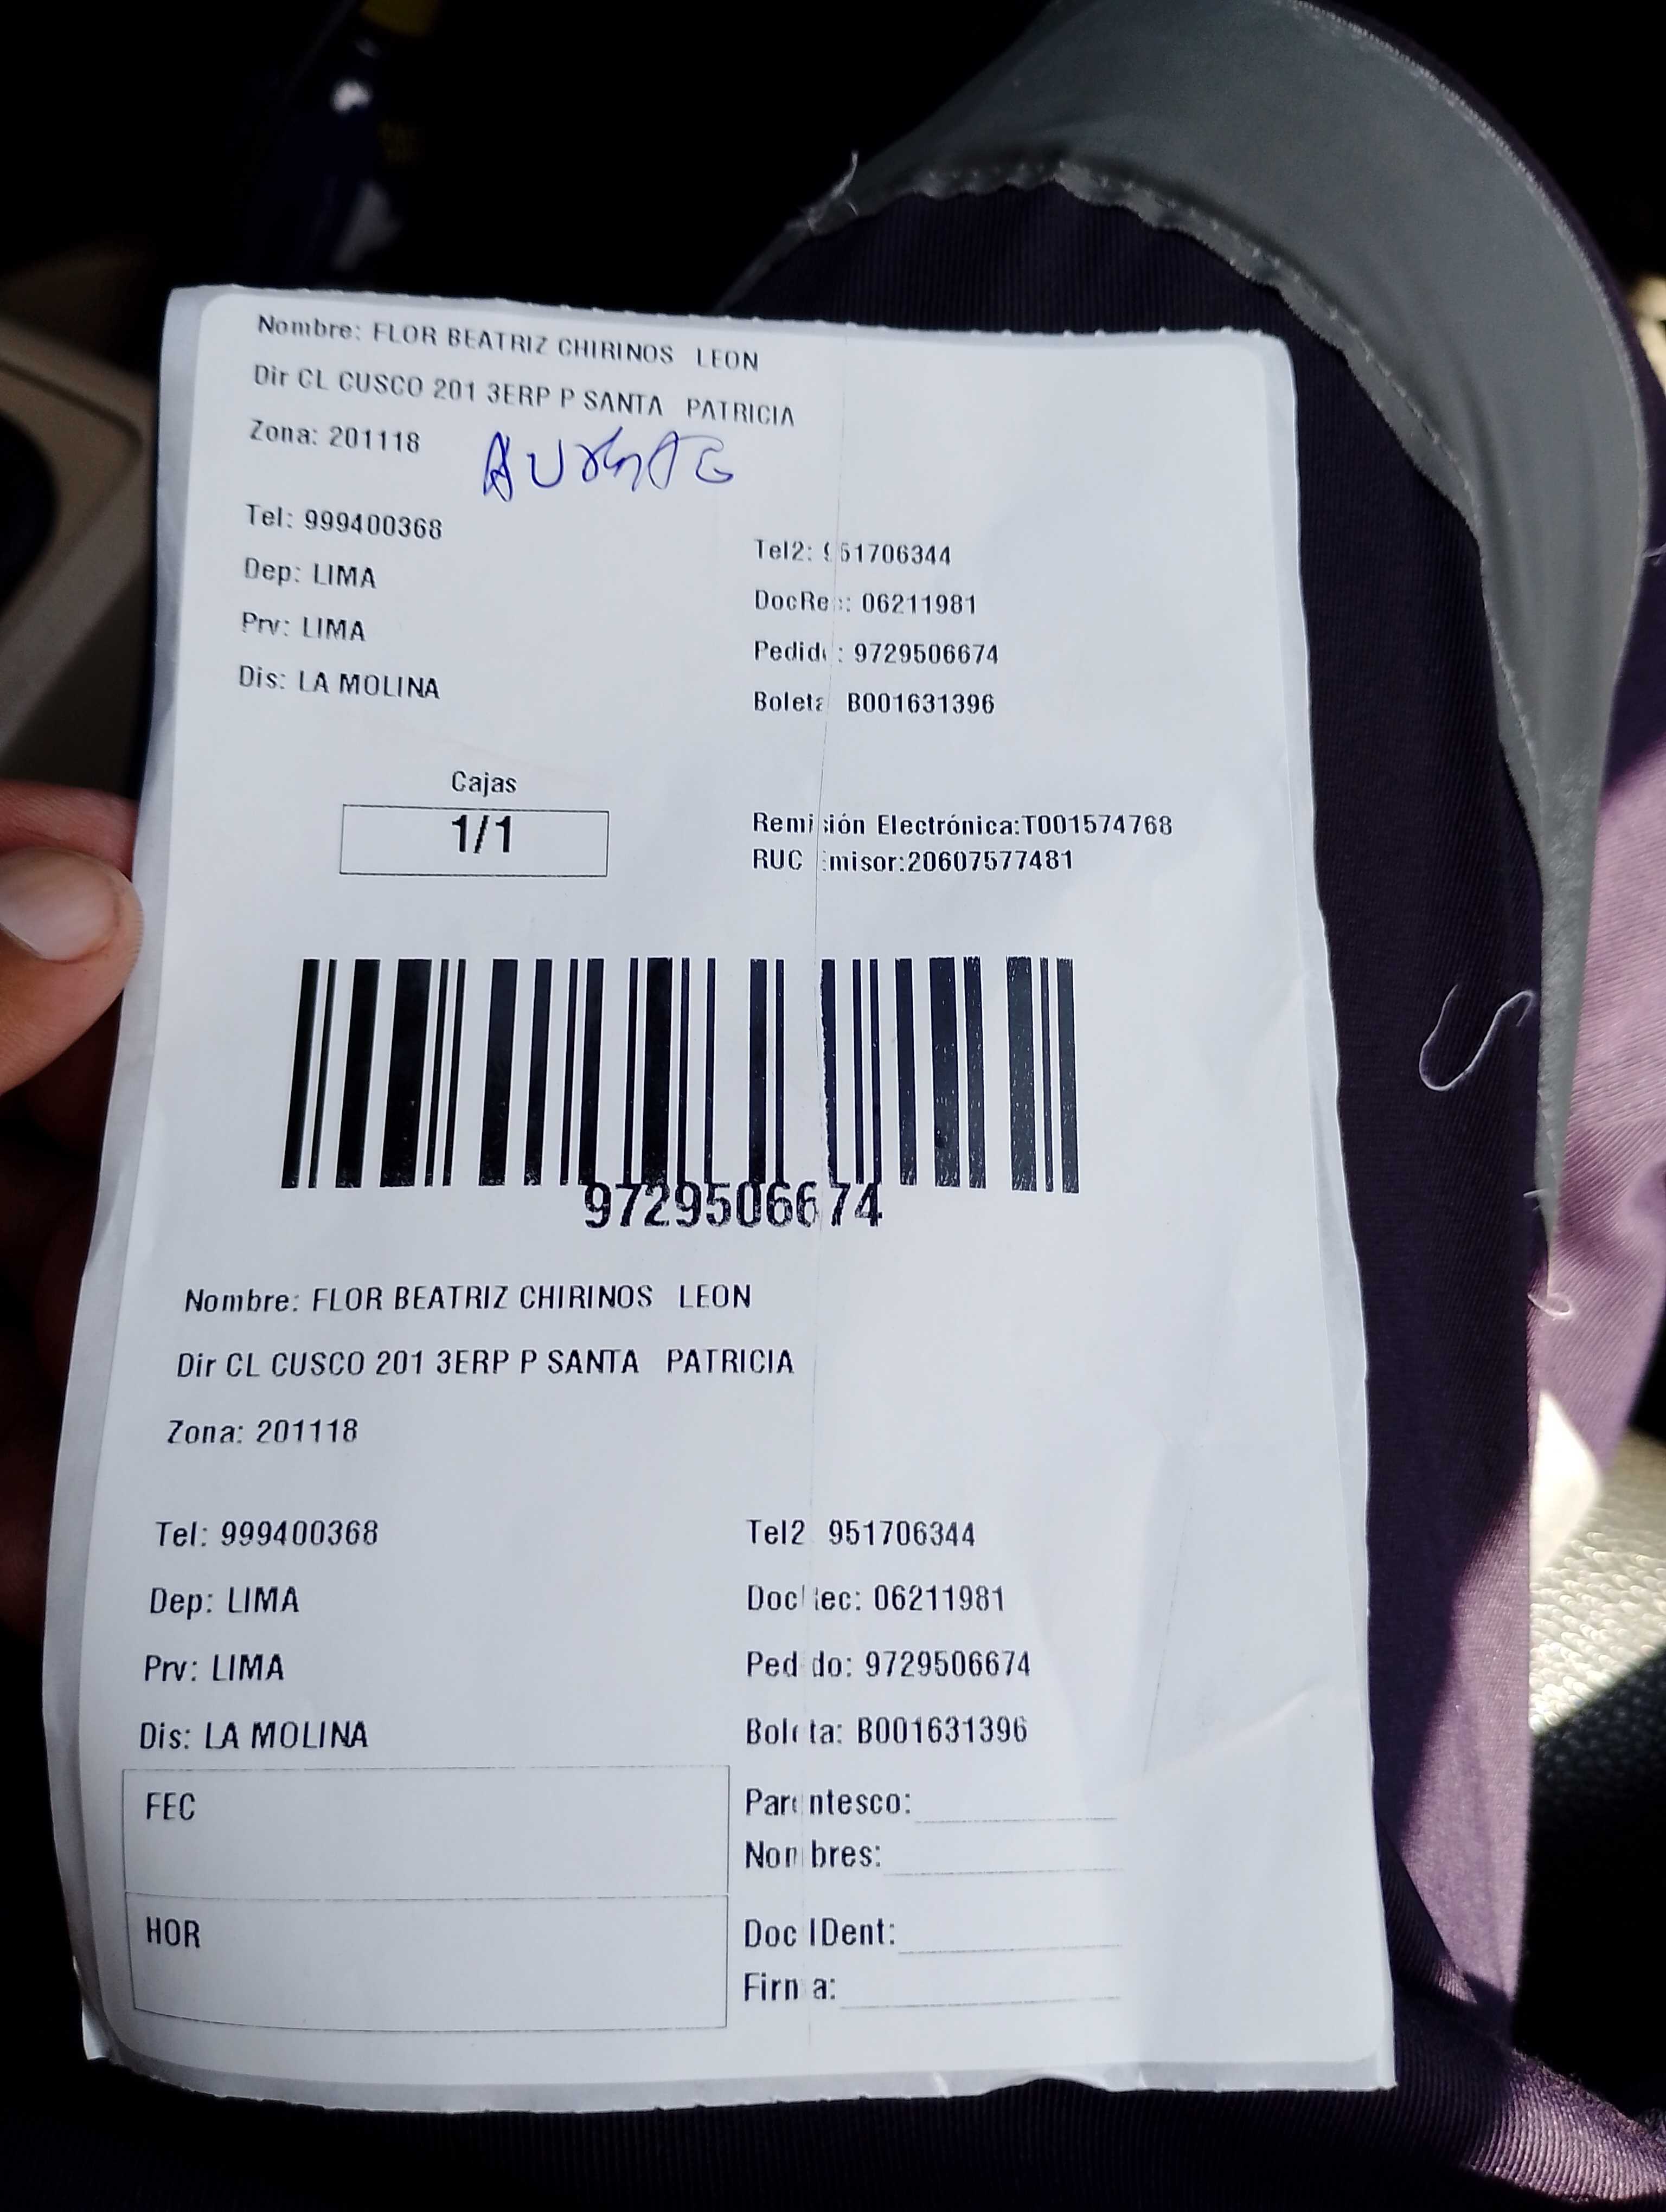 Nombre: FLOR BEATRIZ CHIRINOS LEON
Dir CL CUSCO 201 3ERP P SANTA PATRICIA
Zona: 201118
Tel: 999400368
Tel2: 951706344
Dep: LIMA
DocRec: 06211981
Prv: LIMA
Pedido: 9729506674
Dis: LA MOLINA
Boleta B001631396
Cajas
1/1
Remisión Electrónica:T001574768
RUC Emisor:20607577481
9729506674
Nombre: FLOR BEATRIZ CHIRINOS LEON
Dir CL CUSCO 201 3ERP P SANTA PATRICIA
Zona: 201118
Tel: 999400368
Tel2 951706344
Dep: LIMA
DocRec: 06211981
Prv: LIMA
Pedido: 9729506674
Dis: LA MOLINA
Boleta: B001631396
FEC
Parentesco:
Nombres:
HOR
Doc IDent:
Firma: